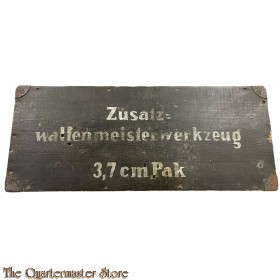 Zusatz=
waffenmeisterwerkzeug
3,7 cm Pak
The Quartermaster Store